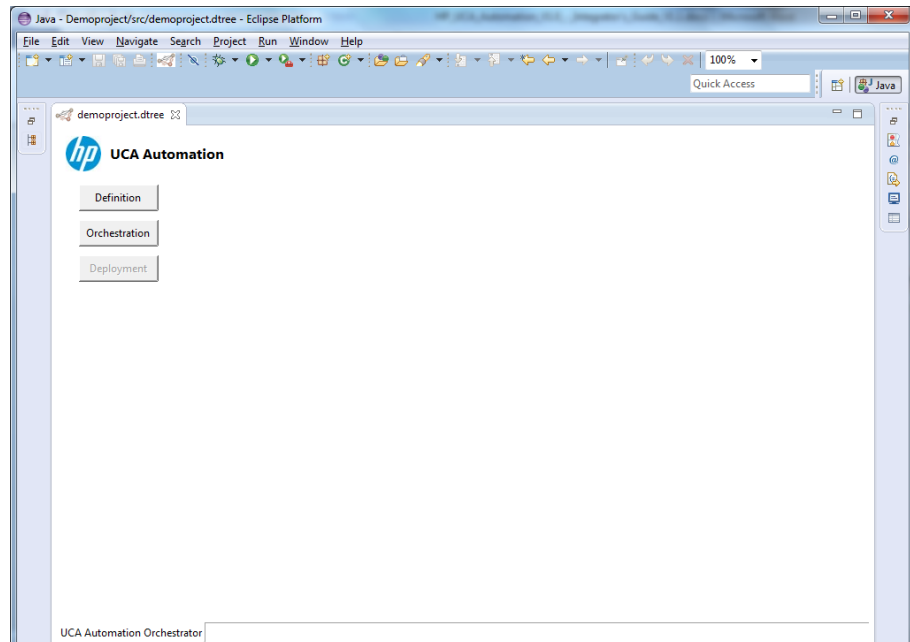 Java - Demoproject/src/demoproject.dtree - Eclipse Platform
File Edit View Navigate Search Project Run Window Help
100%
Quick Access
Java
demoproject.dtree
hp UCA Automation
Definition
Orchestration
Deployment
UCA Automation Orchestrator